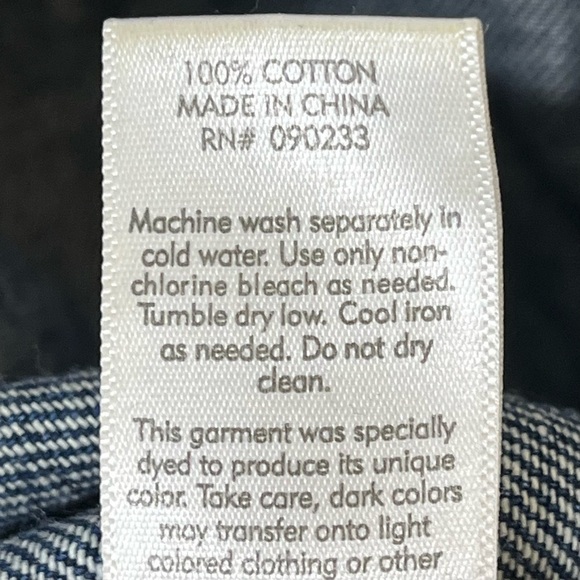 100% COTTON
MADE IN CHINA
RN# 090233
Machine wash separately in
cold water. Use only non-
chlorine bleach as needed.
Tumble dry low. Cool iron
as needed. Do not dry
clean.
This garment was specially
dyed to produce its unique
color. Take care, dark colors
may transfer onto light
colored clothing or other